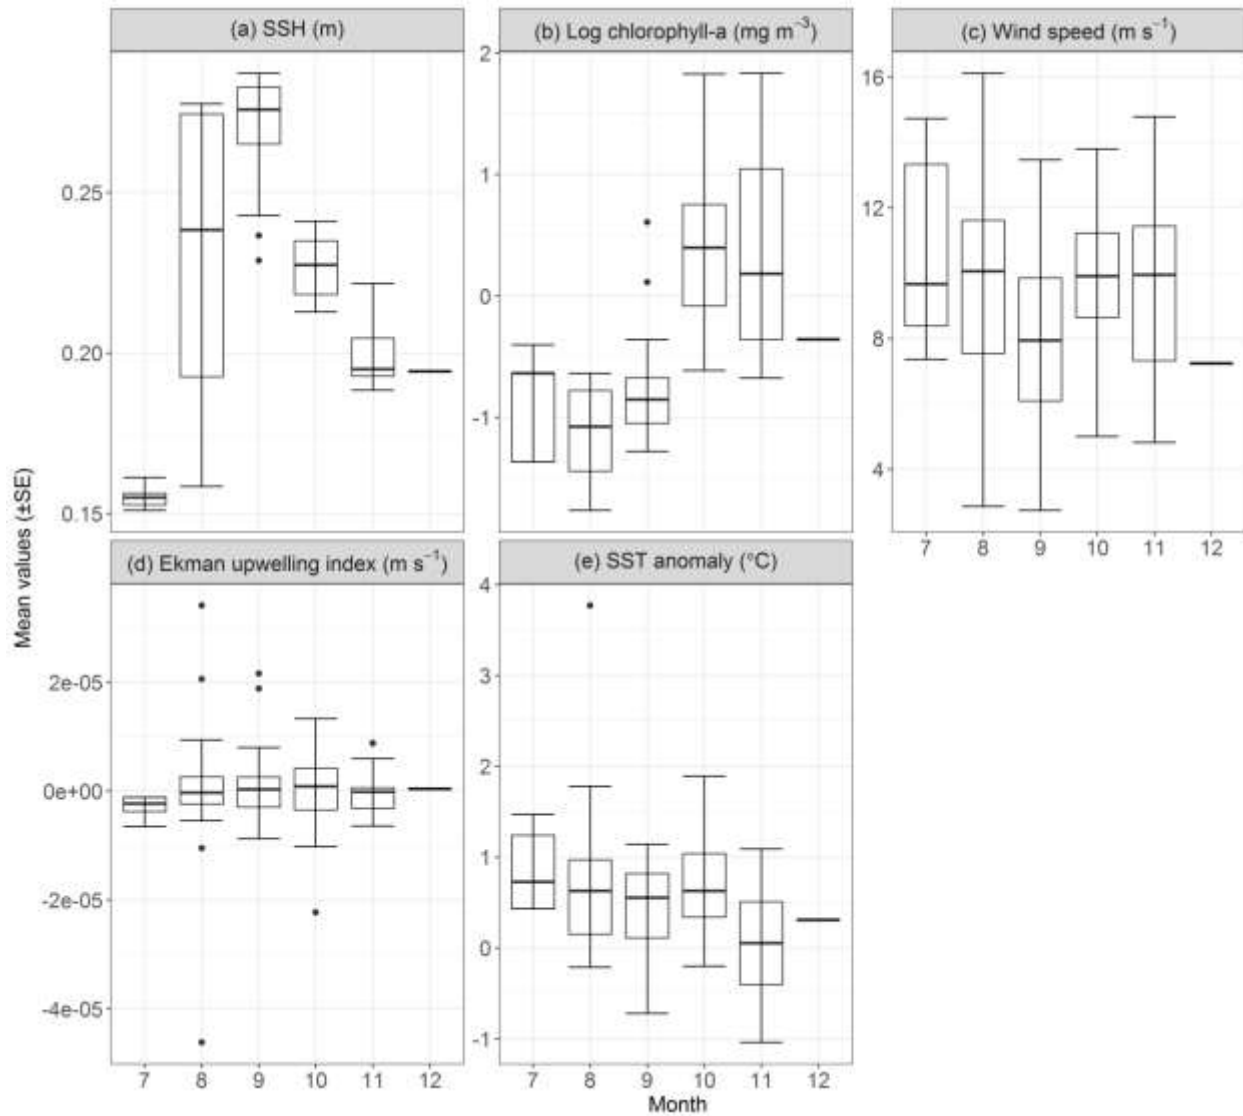 (a) SSH (m)
0.25
0.20
0.15
(b) Log chlorophyll-a (mg m⁻³)
2
1
0
-1
(c) Wind speed (m s⁻¹)
16
12
8
4
7 8 9 10 11 12
Mean values (±SE)
(d) Ekman upwelling index (m s⁻¹)
2e-05
0e+00
-2e-05
-4e-05
7 8 9 10 11 12
(e) SST anomaly (°C)
4
3
2
1
0
-1
7 8 9 10 11 12
Month